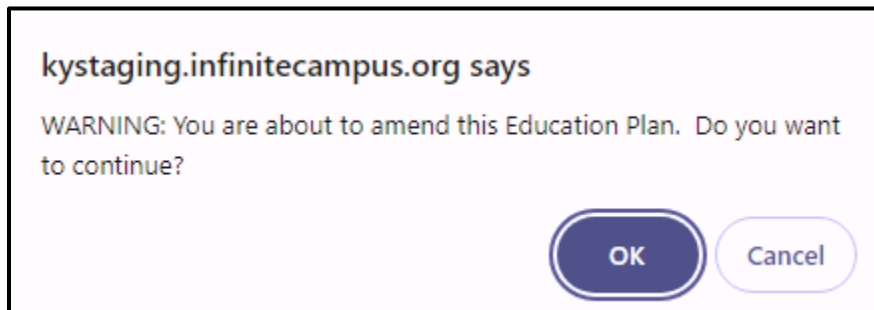 kystaging.infinitecampus.org says
WARNING: You are about to amend this Education Plan.  Do you want
to continue?
OK
Cancel